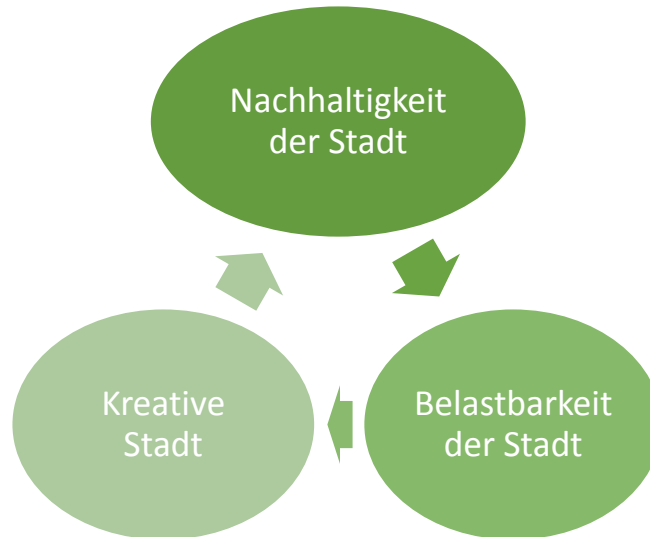 Nachhaltigkeit
der Stadt
Kreative
Stadt
Belastbarkeit
der Stadt